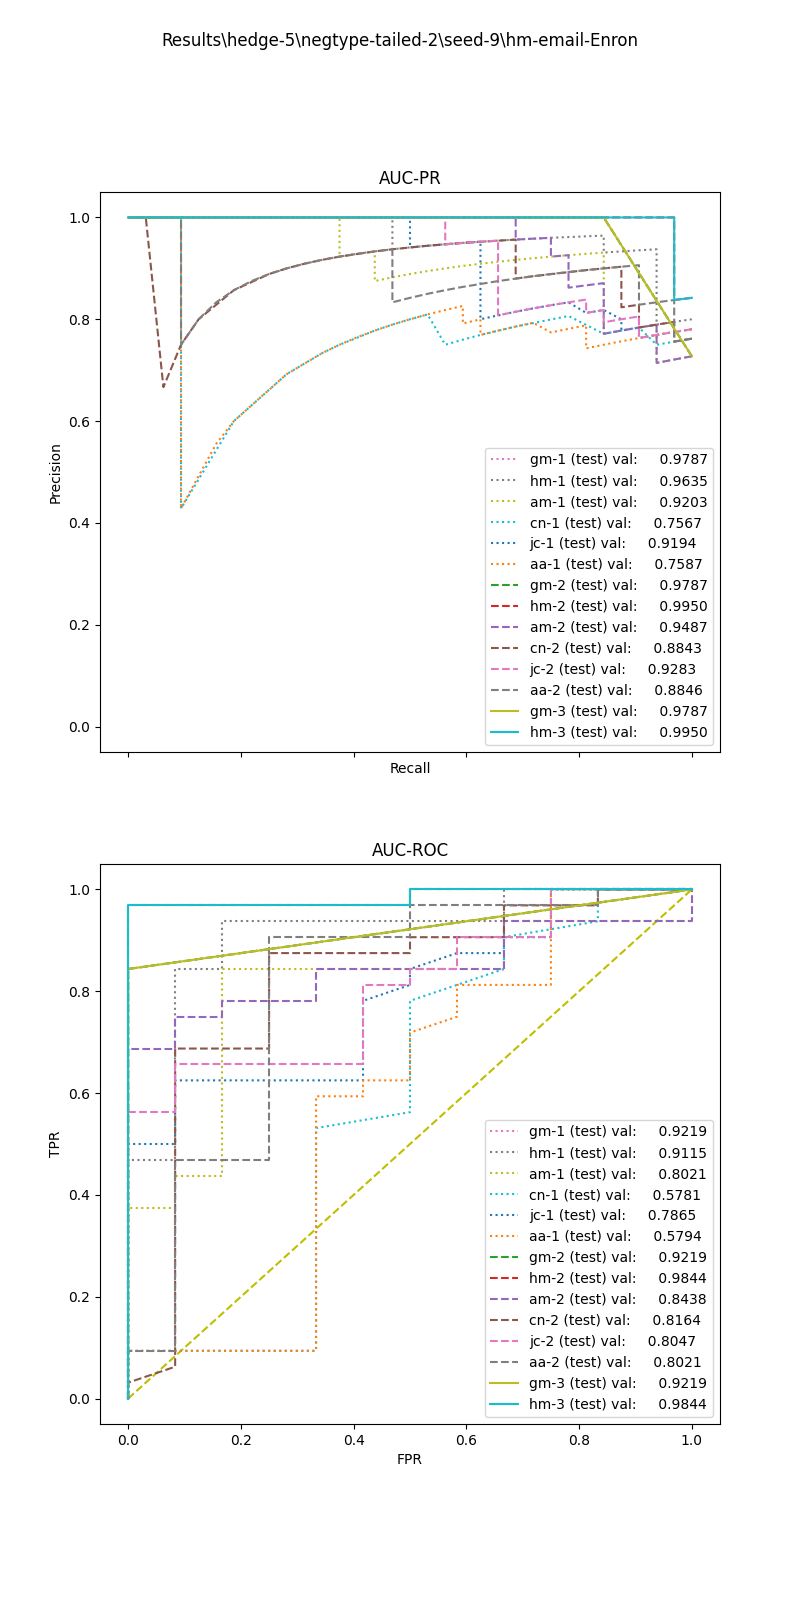 Results\hedge-5\negtype-tailed-2\seed-9\hm-email-Enron
AUC-PR
1.0
0.8
0.6
0.4
0.2
0.0
Precision
Recall
gm-1 (test) val: 0.9787
hm-1 (test) val: 0.9635
am-1 (test) val: 0.9203
cn-1 (test) val: 0.7567
jc-1 (test) val: 0.9194
aa-1 (test) val: 0.7587
gm-2 (test) val: 0.9787
hm-2 (test) val: 0.9950
am-2 (test) val: 0.9487
cn-2 (test) val: 0.8843
jc-2 (test) val: 0.9283
aa-2 (test) val: 0.8846
gm-3 (test) val: 0.9787
hm-3 (test) val: 0.9950
AUC-ROC
1.0
0.8
0.6
0.4
0.2
0.0
TPR
gm-1 (test) val: 0.9219
hm-1 (test) val: 0.9115
am-1 (test) val: 0.8021
cn-1 (test) val: 0.5781
jc-1 (test) val: 0.7865
aa-1 (test) val: 0.5794
gm-2 (test) val: 0.9219
hm-2 (test) val: 0.9844
am-2 (test) val: 0.8438
cn-2 (test) val: 0.8164
jc-2 (test) val: 0.8047
aa-2 (test) val: 0.8021
gm-3 (test) val: 0.9219
hm-3 (test) val: 0.9844
0.0 0.2 0.4 0.6 0.8 1.0
FPR